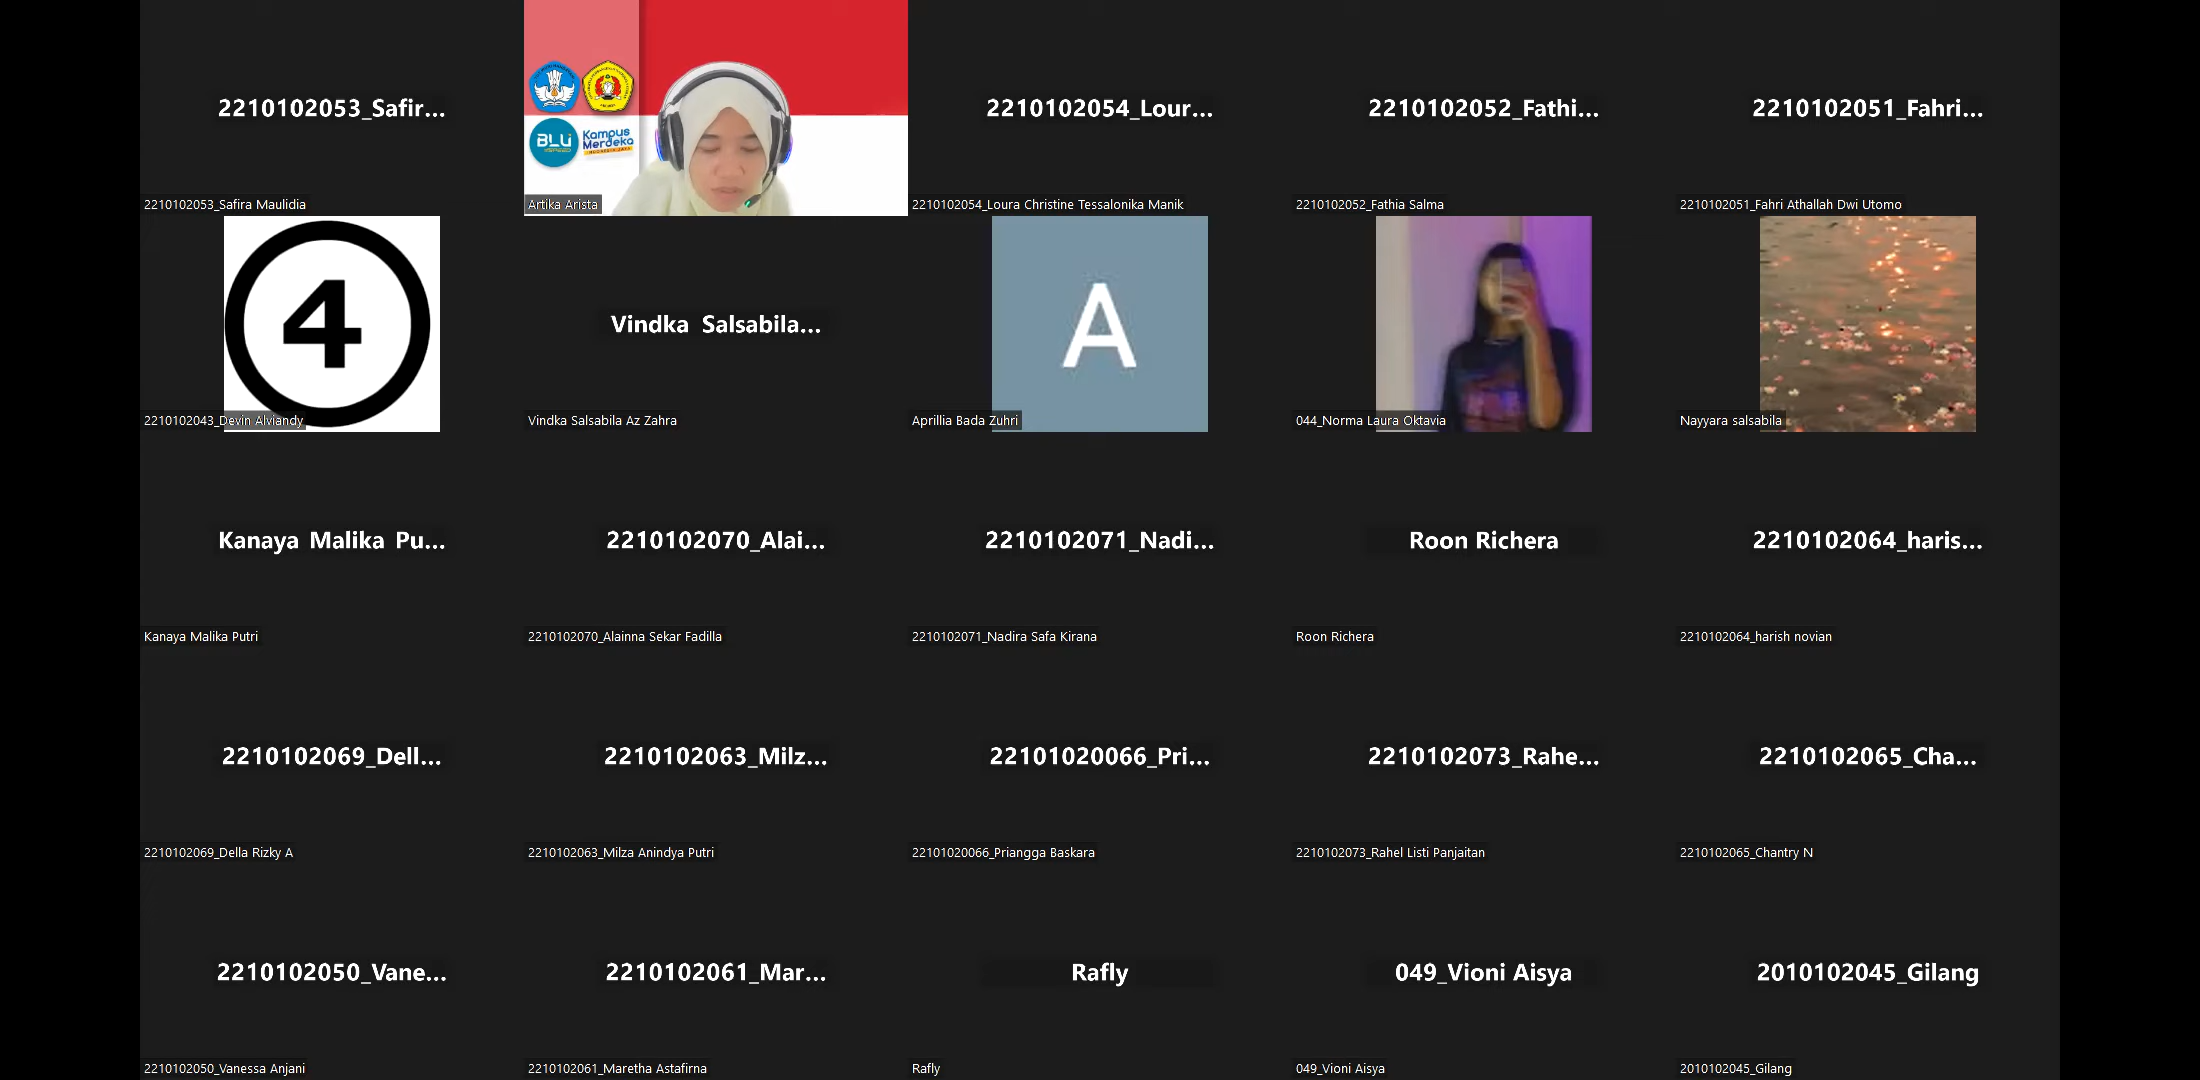 2210102053_Safir...
2210102053_Safira Maulidia
BLU
Kampus
Merdeka
INDONESIA JAYA
Artika Arista
2210102054_Lour...
2210102054_Loura Christine Tessalonika Manik
2210102052_Fathi...
2210102052_Fathia Salma
2210102051_Fahri...
2210102051_Fahri Athallah Dwi Utomo
4
2210102043_Devin Alviandy
Vindka Salsabila...
Vindka Salsabila Az Zahra
A
Aprillia Bada Zuhri
044_Norma Laura Oktavia
Nayyara salsabila
Kanaya Malika Pu...
Kanaya Malika Putri
2210102070_Alai...
2210102070_Alainna Sekar Fadilla
2210102071_Nadi...
2210102071_Nadira Safa Kirana
Roon Richera
Roon Richera
2210102064_haris...
2210102064_harish novian
2210102069_Dell...
2210102069_Della Rizky A
2210102063_Milz...
2210102063_Milza Anindya Putri
22101020066_Pri...
22101020066_Priangga Baskara
2210102073_Rahe...
2210102073_Rahel Listi Panjaitan
2210102065_Cha...
2210102065_Chantry N
2210102050_Vane...
2210102050_Vanessa Anjani
2210102061_Mar...
2210102061_Maretha Astafirna
Rafly
Rafly
049_Vioni Aisya
049_Vioni Aisya
2010102045_Gilang
2010102045_Gilang